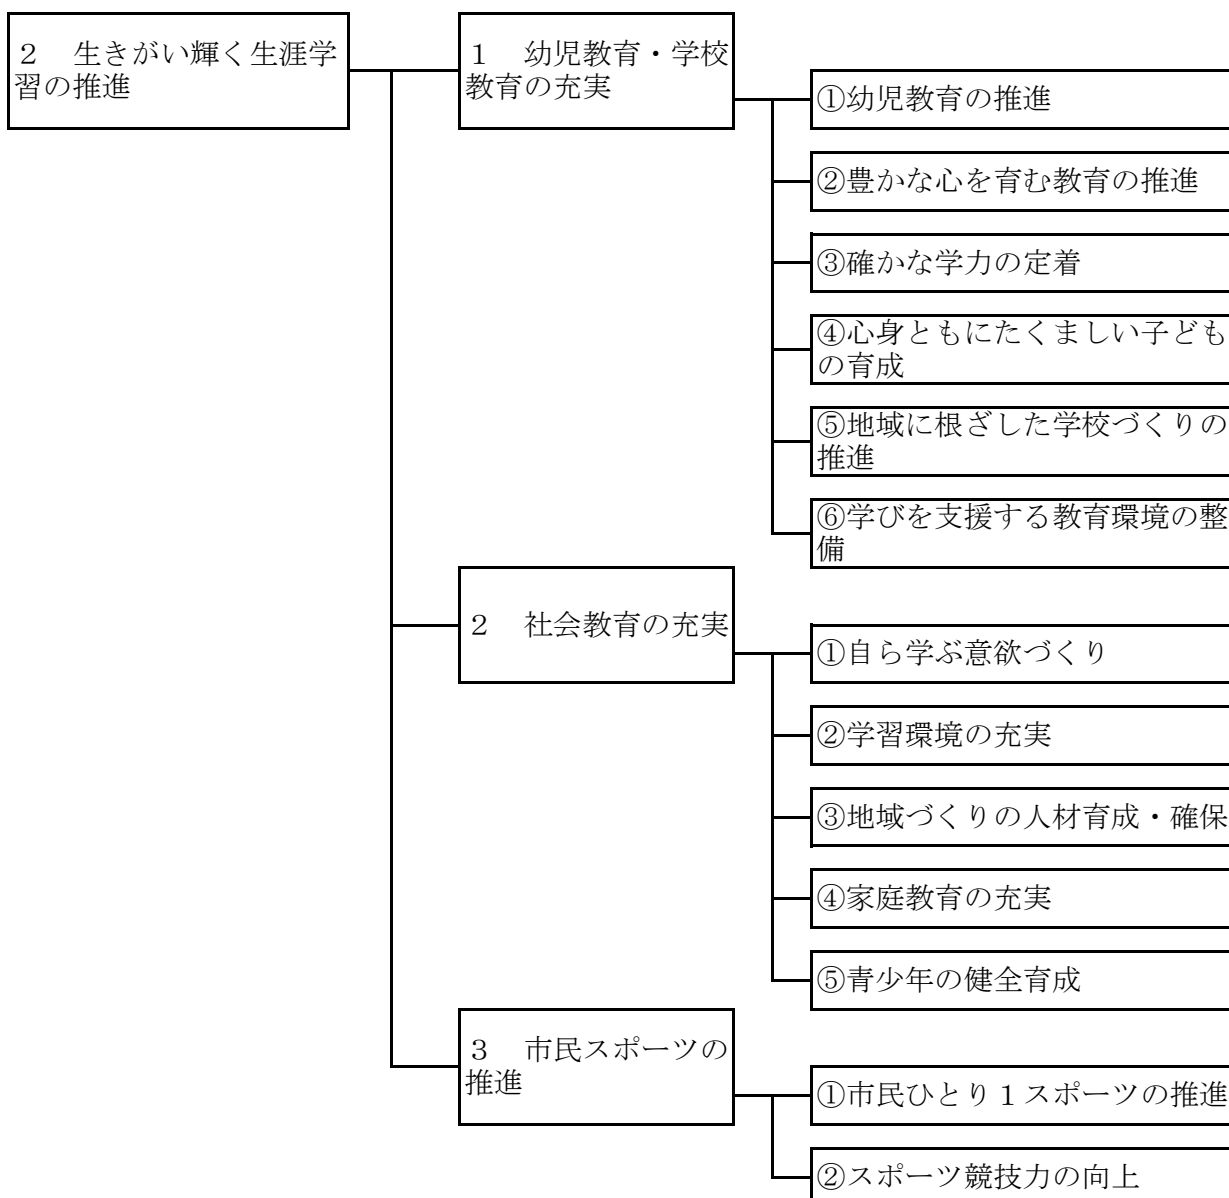 ２　生きがい輝く生涯学
習の推進
１　幼児教育・学校
教育の充実
①幼児教育の推進
②豊かな心を育む教育の推進
③確かな学力の定着
④心身ともにたくましい子ども
の育成
⑤地域に根ざした学校づくりの
推進
⑥学びを支援する教育環境の整
備
２　社会教育の充実
①自ら学ぶ意欲づくり
②学習環境の充実
③地域づくりの人材育成・確保
④家庭教育の充実
⑤青少年の健全育成
３　市民スポーツの
推進
①市民ひとり１スポーツの推進
②スポーツ競技力の向上